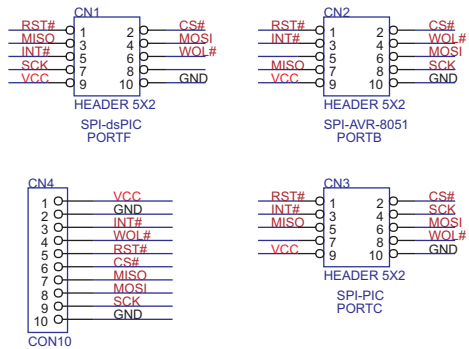 CN1
RST# 1 2 CS#
MISO 3 4 MOSI
INT# 5 6 WOL#
SCK 7 8
VCC 9 10 GND
HEADER 5X2
SPI-dsPIC
PORTF
CN2
RST# 1 2 CS#
INT# 3 4 WOL#
5 6 MOSI
MISO 7 8 SCK
VCC 9 10 GND
HEADER 5X2
SPI-AVR-8051
PORTB
CN4
1 VCC
2 GND
3 INT#
4 WOL#
5 RST#
6 CS#
7 MISO
8 MOSI
9 SCK
10 GND
CON10
CN3
RST# 1 2 CS#
INT# 3 4 SCK
MISO 5 6 MOSI
7 8 WOL#
VCC 9 10 GND
HEADER 5X2
SPI-PIC
PORTC